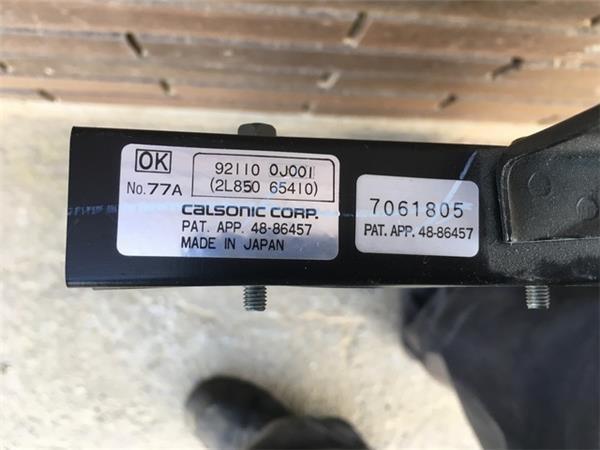 OK
No. 77A
92110 0J001
(2L850 65410)
CALSONIC CORP.
PAT. APP. 48-86457
MADE IN JAPAN
7061805
PAT. APP. 48-86457